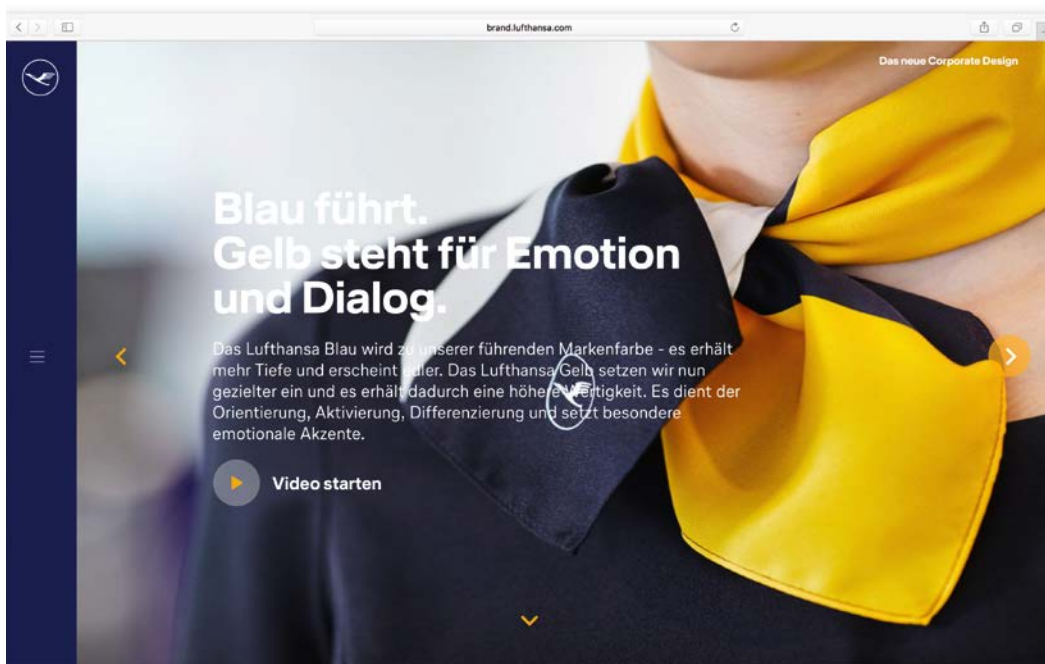 brand.lufthansa.com
Das neue Corporate Design
Blau führt.
Gelb steht für Emotion
und Dialog.
Das Lufthansa Blau wird zu unserer führenden Markenfarbe - es erhält
mehr Tiefe und erscheint edler. Das Lufthansa Gelb setzen wir nun
gezielter ein und es erhält dadurch eine höhere Wertigkeit. Es dient der
Orientierung, Aktivierung, Differenzierung und setzt besondere
emotionale Akzente.
Video starten